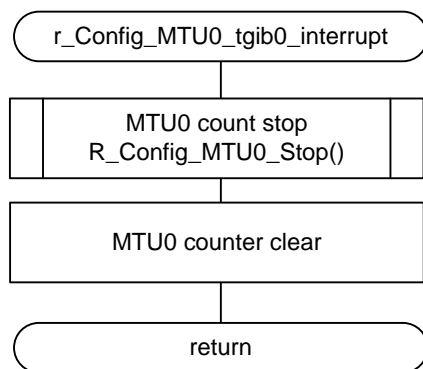 r_Config_MTU0_tgib0_interrupt
MTU0 count stop
R_Config_MTU0_Stop()
MTU0 counter clear
return